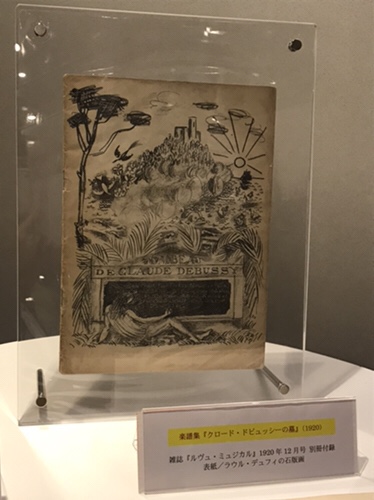 DE CLAUDE DEBUSSY
楽譜集『クロード・ドビュッシーの墓』(1920)
雑誌『ルヴュ・ミュジカル』1920年12月号 別冊付録
表紙/ラウル・デュフィの石版画